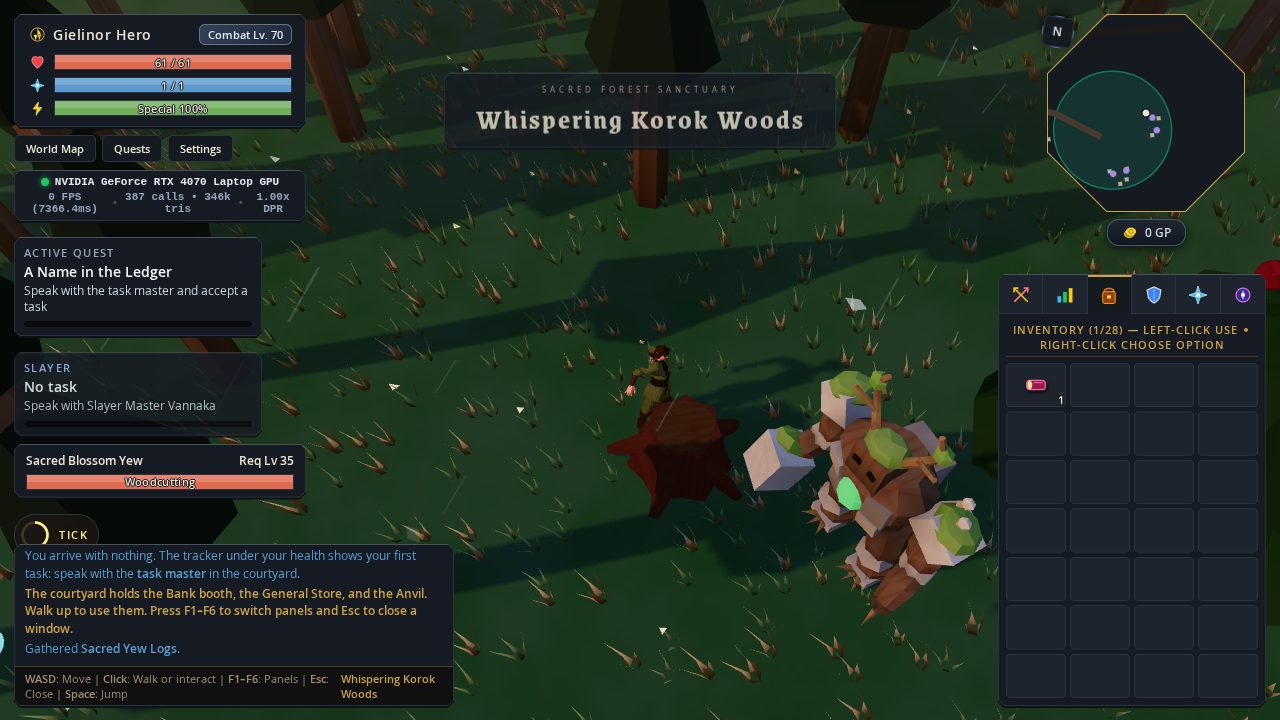 Gielinor Hero
Combat Lv. 70
61 / 61
1 / 1
Special 100%
World Map
Quests
Settings
NVIDIA GeForce RTX 4070 Laptop GPU
0 FPS (7366.4ms) • 387 calls • 346k tris • 1.00x DPR
ACTIVE QUEST
A Name in the Ledger
Speak with the task master and accept a
task
SLAYER
No task
Speak with Slayer Master Vannaka
Sacred Blossom Yew
Req Lv 35
Woodcutting
TICK
You arrive with nothing. The tracker under your health shows your first
task: speak with the task master in the courtyard.
The courtyard holds the Bank booth, the General Store, and the Anvil.
Walk up to use them. Press F1–F6 to switch panels and Esc to close a
window.
Gathered Sacred Yew Logs.
WASD: Move | Click: Walk or interact | F1–F6: Panels | Esc:
Close | Space: Jump
Whispering Korok
Woods
SACRED FOREST SANCTUARY
Whispering Korok Woods
N
0 GP
INVENTORY (1/28) — LEFT-CLICK USE •
RIGHT-CLICK CHOOSE OPTION
1